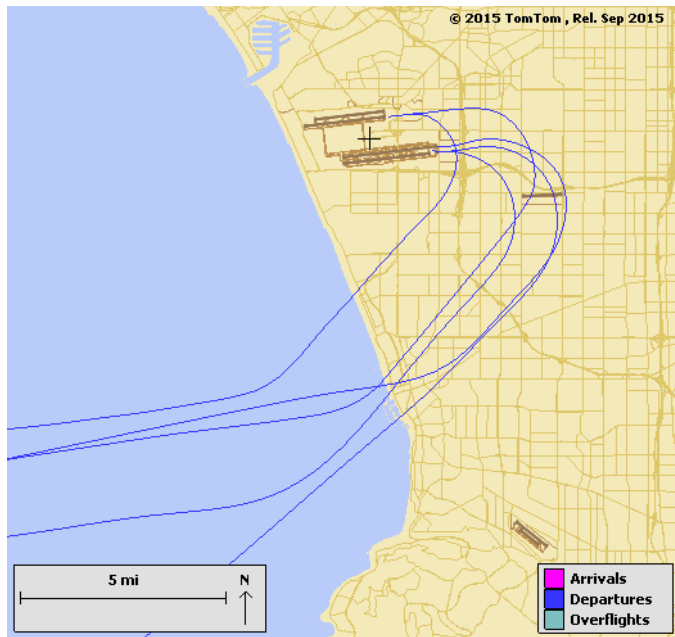 © 2015 TomTom , Rel. Sep 2015
5 mi
N
Arrivals
Departures
Overflights